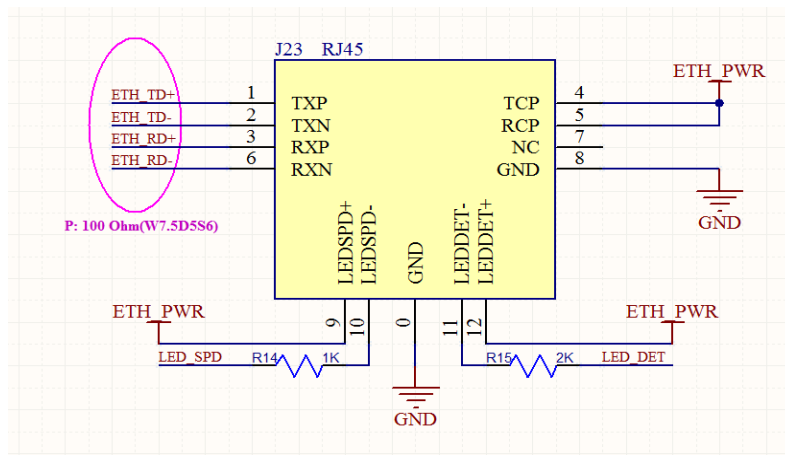 J23 RJ45
ETH_PWR
ETH_TD+ 1 TXP TCP 4
ETH_TD- 2 TXN RCP 5
ETH_RD+ 3 RXP NC 7
ETH_RD- 6 RXN GND 8
P: 100 Ohm(W7.5D5S6)
GND
LEDSPD+ LEDSPD- GND LEDDET- LEDDET+
ETH_PWR 9 10 0 11 12 ETH_PWR
LED_SPD R14 1K R15 2K LED_DET
GND